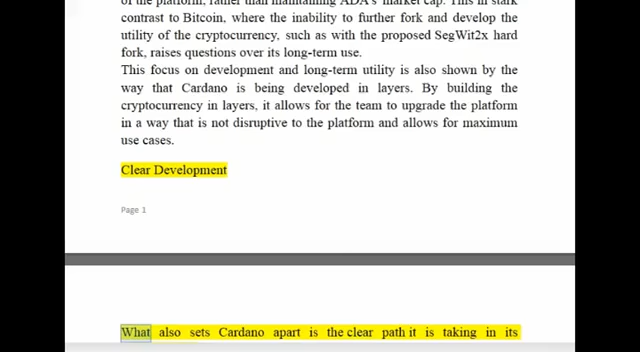 of the platform, rather than maintaining ADA's market cap. This in stark
contrast to Bitcoin, where the inability to further fork and develop the
utility of the cryptocurrency, such as with the proposed SegWit2x hard
fork, raises questions over its long-term use.
This focus on development and long-term utility is also shown by the
way that Cardano is being developed in layers. By building the
cryptocurrency in layers, it allows for the team to upgrade the platform
in a way that is not disruptive to the platform and allows for maximum
use cases.
Clear Development
Page 1
What also sets Cardano apart is the clear path it is taking in its